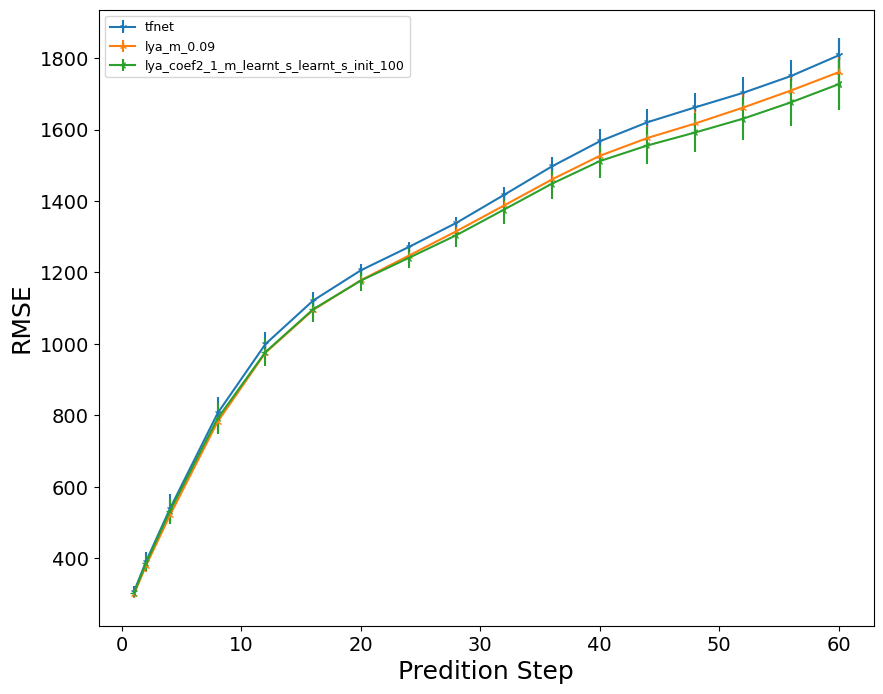 tfnet
lya_m_0.09
lya_coef2_1_m_learnt_s_learnt_s_init_100
1800
1600
1400
1200
1000
800
600
400
RMSE
0 10 20 30 40 50 60
Predition Step